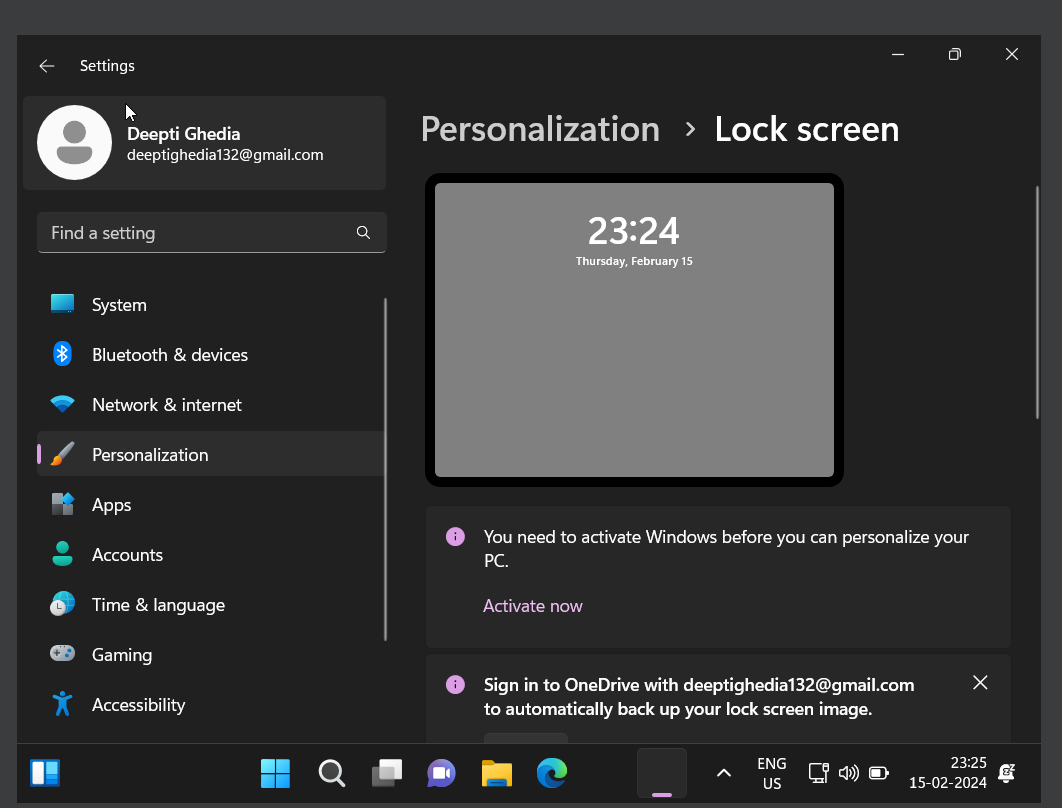 Settings
Deepti Ghedia
deeptighedia132@gmail.com
Find a setting
System
Bluetooth & devices
Network & internet
Personalization
Apps
Accounts
Time & language
Gaming
Accessibility
Personalization > Lock screen
23:24
Thursday, February 15
You need to activate Windows before you can personalize your
PC.
Activate now
Sign in to OneDrive with deeptighedia132@gmail.com
to automatically back up your lock screen image.
ENG
US
23:25
15-02-2024